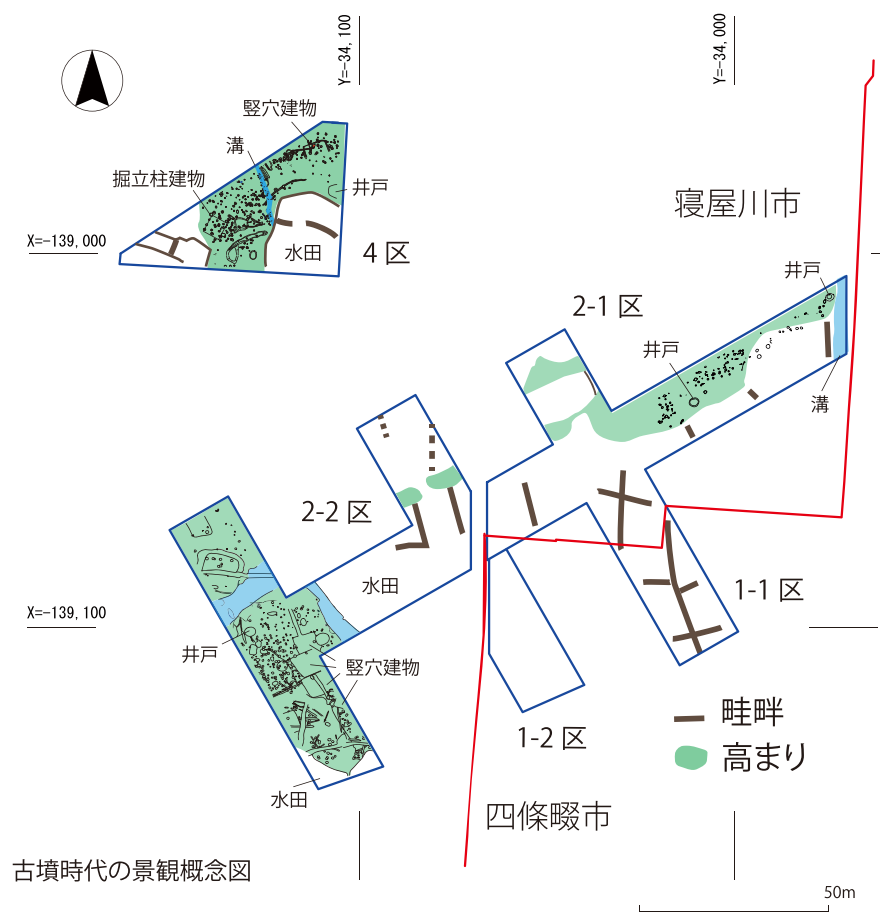 Y=-34, 100
Y=-34, 000
竪穴建物
溝
掘立柱建物
井戸
寝屋川市
X=-139, 000
水田
4 区
井戸
2-1 区
井戸
溝
2-2 区
水田
1-1 区
X=-139, 100
井戸
竪穴建物
畦畔
1-2 区
高まり
水田
四條畷市
古墳時代の景観概念図
50m